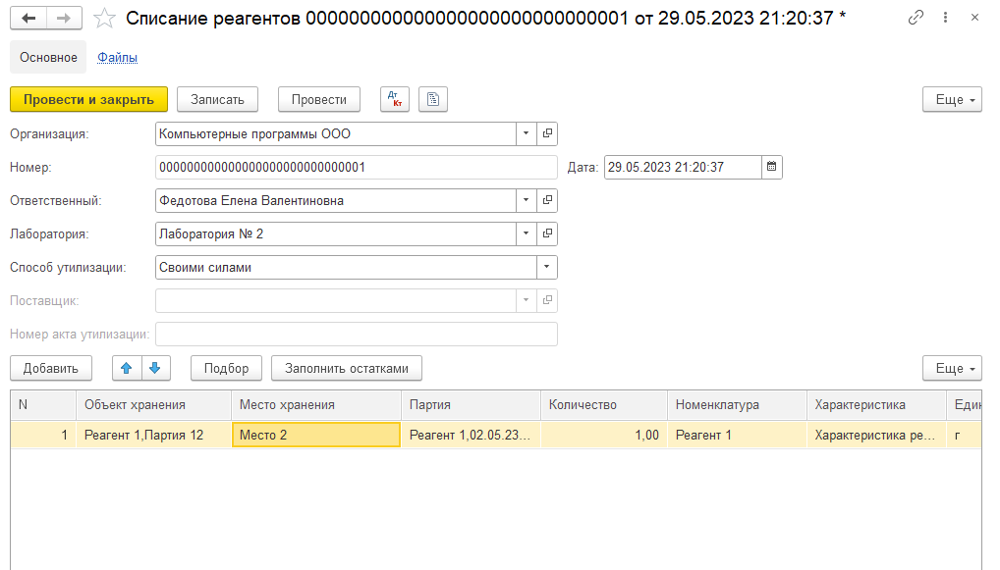 Списание реагентов 000000000000000000000000000001 от 29.05.2023 21:20:37 *
Основное Файлы
Провести и закрыть Записать Провести Дт Кт Еще
Организация: Компьютерные программы ООО
Номер: 000000000000000000000000000001 Дата: 29.05.2023 21:20:37
Ответственный: Федотова Елена Валентиновна
Лаборатория: Лаборатория № 2
Способ утилизации: Своими силами
Поставщик:
Номер акта утилизации:
Добавить Подбор Заполнить остатками Еще
N Объект хранения Место хранения Партия Количество Номенклатура Характеристика Един
1 Реагент 1,Партия 12 Место 2 Реагент 1,02.05.23... 1,00 Реагент 1 Характеристика ре... г